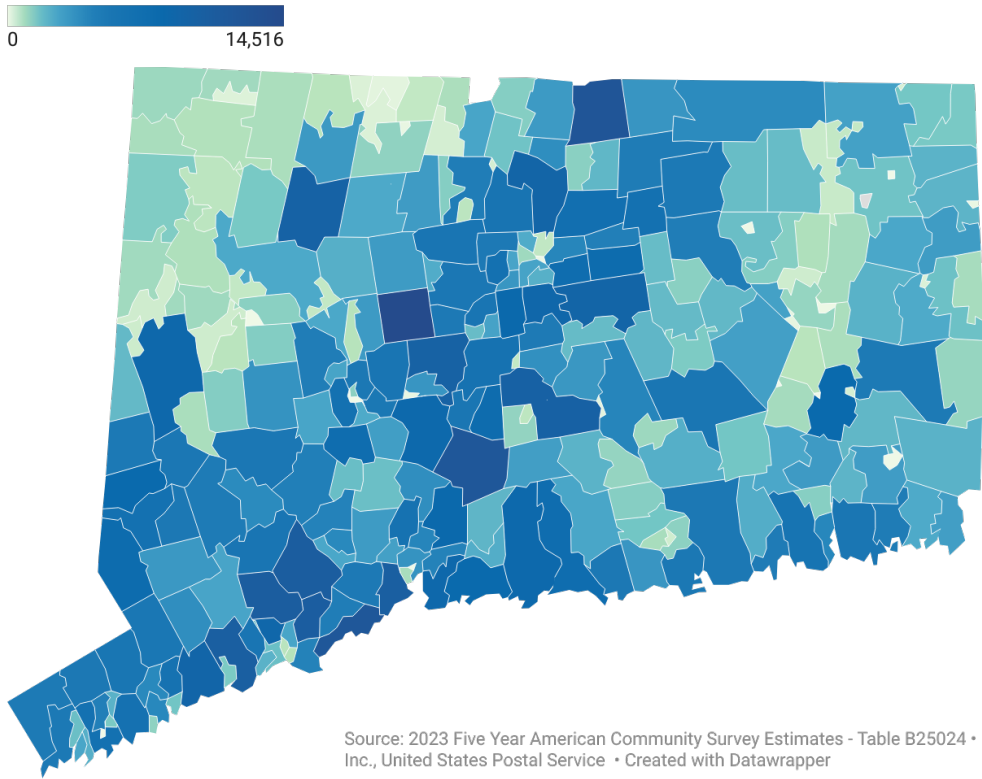 0 14,516
Source: 2023 Five Year American Community Survey Estimates - Table B25024 •
Inc., United States Postal Service • Created with Datawrapper